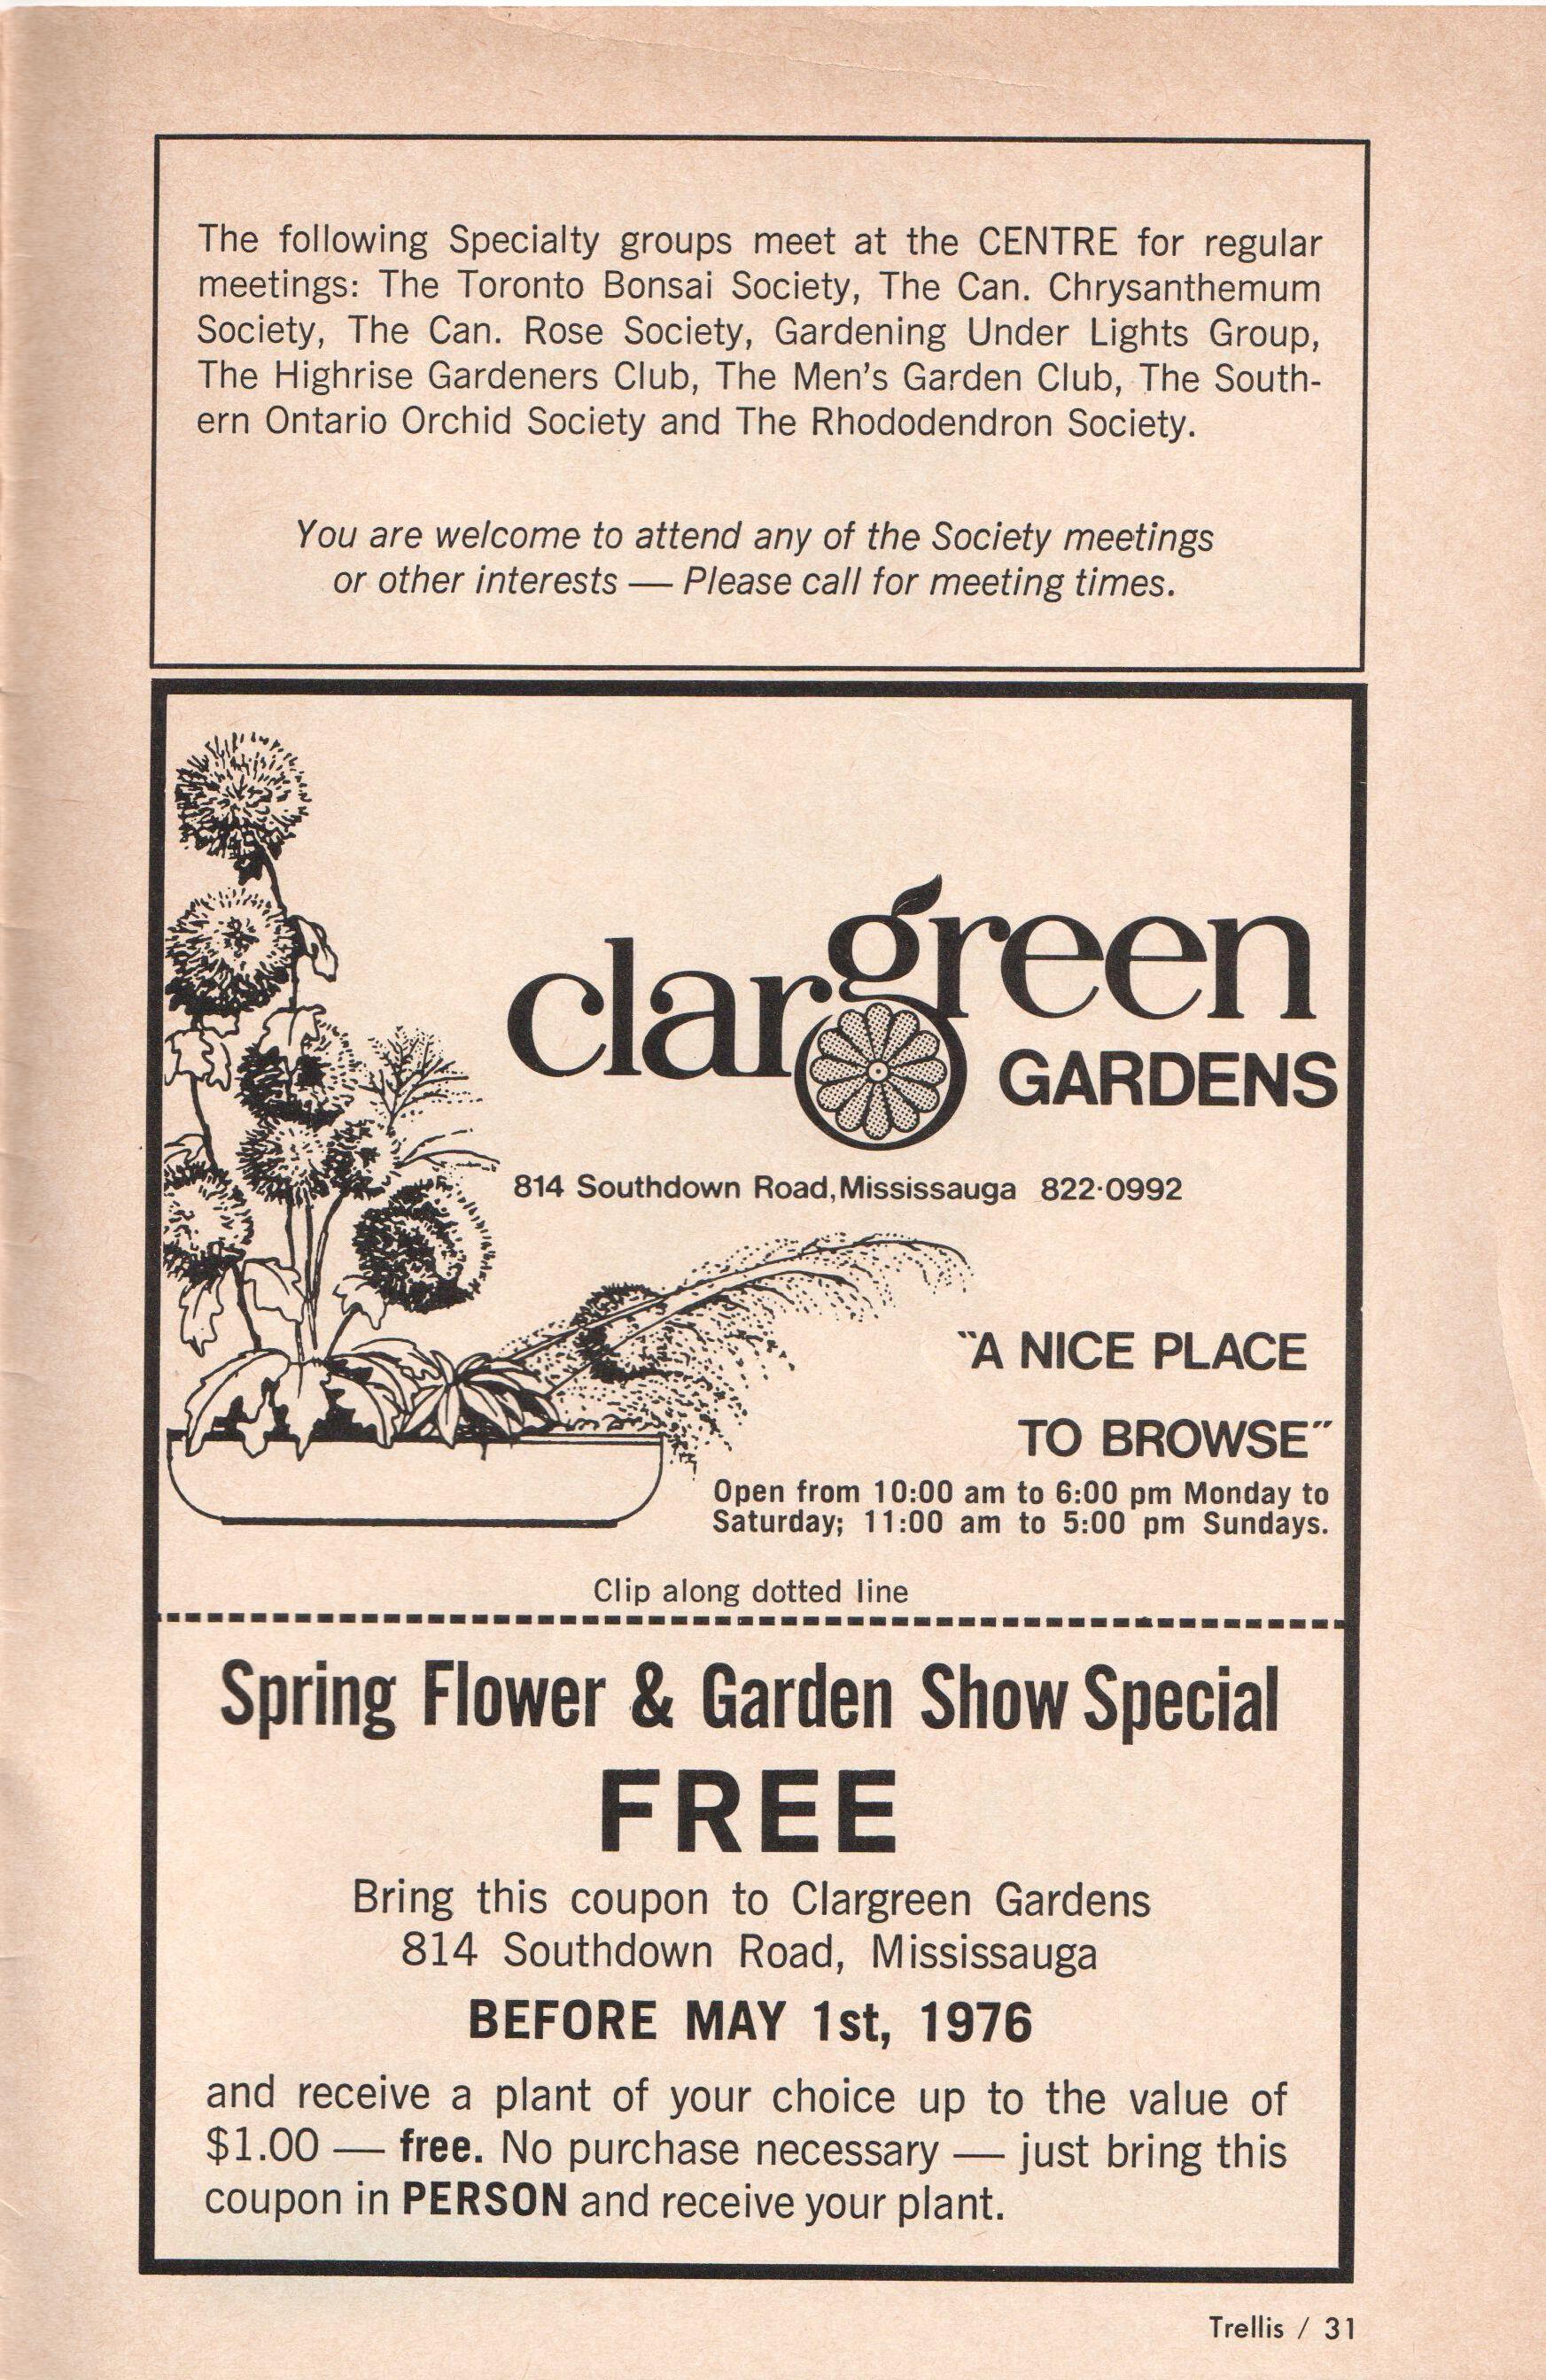 The following Specialty groups meet at the CENTRE for regular
meetings: The Toronto Bonsai Society, The Can. Chrysanthemum
Society, The Can. Rose Society, Gardening Under Lights Group,
The Highrise Gardeners Club, The Men's Garden Club, The South-
ern Ontario Orchid Society and The Rhododendron Society.
You are welcome to attend any of the Society meetings
or other interests — Please call for meeting times.
clargreen
GARDENS
814 Southdown Road, Mississauga 822·0992
"A NICE PLACE
TO BROWSE"
Open from 10:00 am to 6:00 pm Monday to
Saturday; 11:00 am to 5:00 pm Sundays.
Clip along dotted line
Spring Flower & Garden Show Special
FREE
Bring this coupon to Clargreen Gardens
814 Southdown Road, Mississauga
BEFORE MAY 1st, 1976
and receive a plant of your choice up to the value of
$1.00 — free. No purchase necessary — just bring this
coupon in PERSON and receive your plant.
Trellis / 31